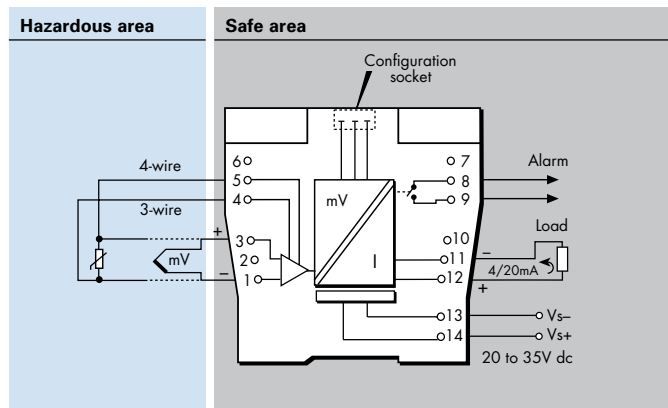 Hazardous area
Safe area
Configuration
socket
6
5
4
3
2
1
4-wire
3-wire
+
–
mV
mV
I
7
8
9
10
11
12
13
14
Alarm
Load
–
4/20mA
+
Vs–
Vs+
20 to 35V dc